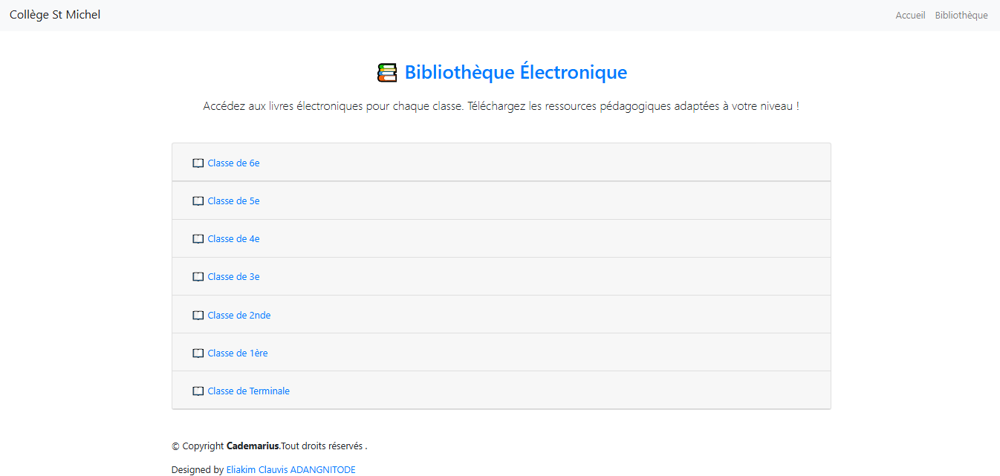 Collège St Michel
Accueil Bibliothèque
Bibliothèque Électronique
Accédez aux livres électroniques pour chaque classe. Téléchargez les ressources pédagogiques adaptées à votre niveau !
Classe de 6e
Classe de 5e
Classe de 4e
Classe de 3e
Classe de 2nde
Classe de 1ère
Classe de Terminale
© Copyright Cademarius.Tout droits réservés .
Designed by Eliakim Clauvis ADANGNITODE